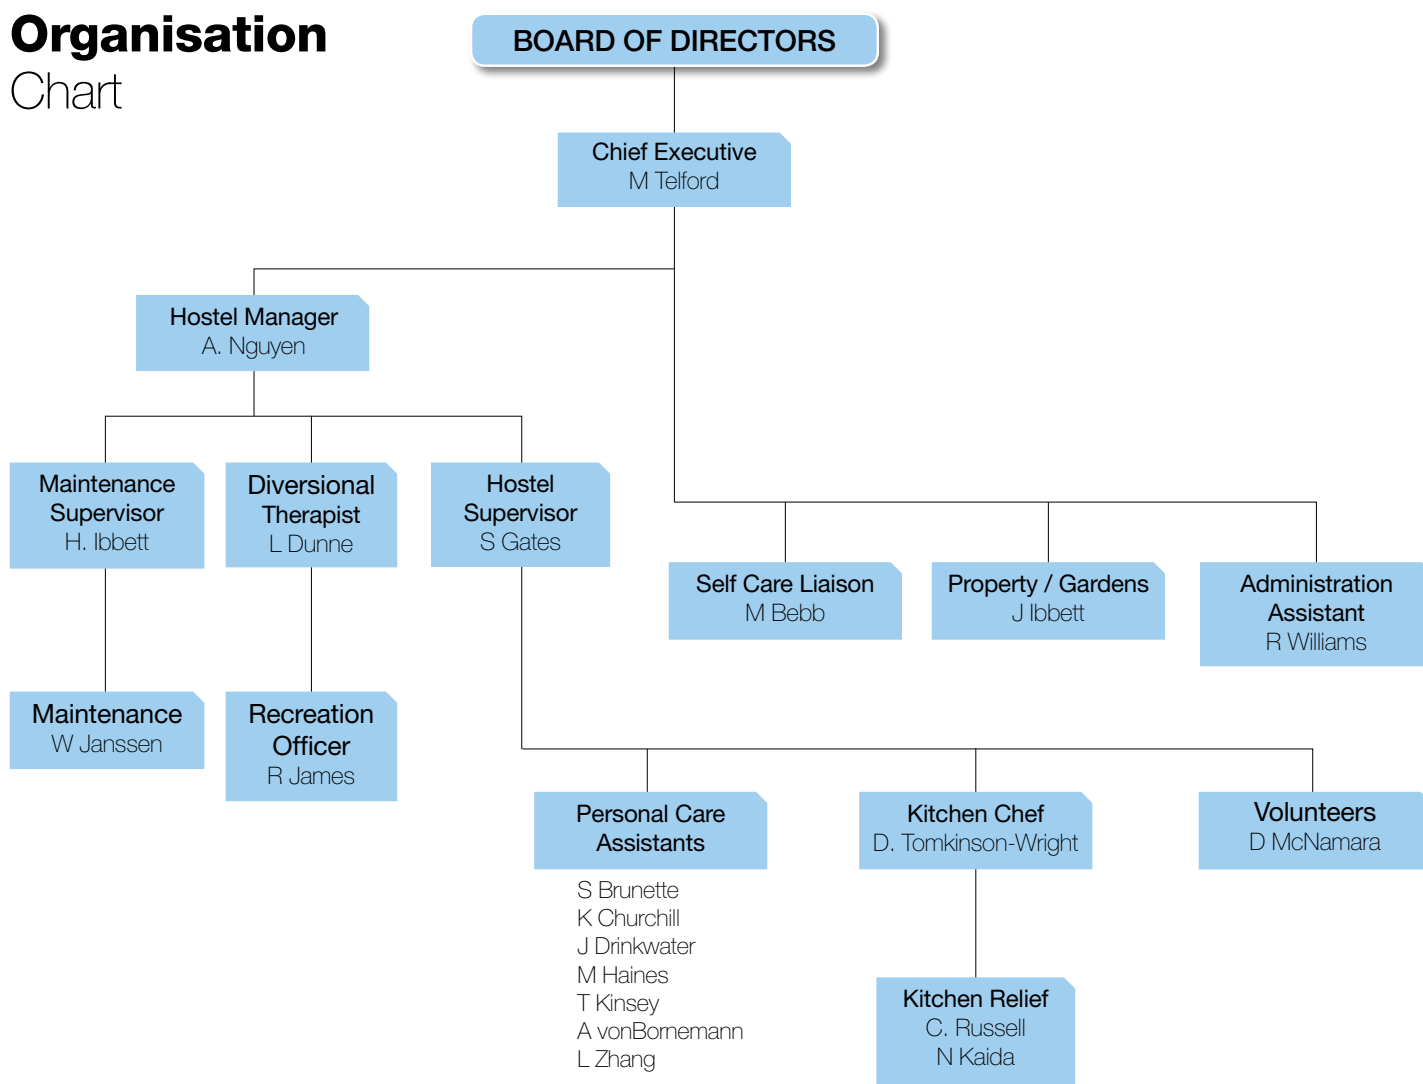 Organisation
Chart
BOARD OF DIRECTORS
Chief Executive
M Telford
Hostel Manager
A. Nguyen
Maintenance
Supervisor
H. Ibbett
Diversional
Therapist
L Dunne
Hostel
Supervisor
S Gates
Self Care Liaison
M Bebb
Property / Gardens
J Ibbett
Administration
Assistant
R Williams
Maintenance
W Janssen
Recreation
Officer
R James
Personal Care
Assistants
S Brunette
K Churchill
J Drinkwater
M Haines
T Kinsey
A vonBornemann
L Zhang
Kitchen Chef
D. Tomkinson-Wright
Kitchen Relief
C. Russell
N Kaida
Volunteers
D McNamara